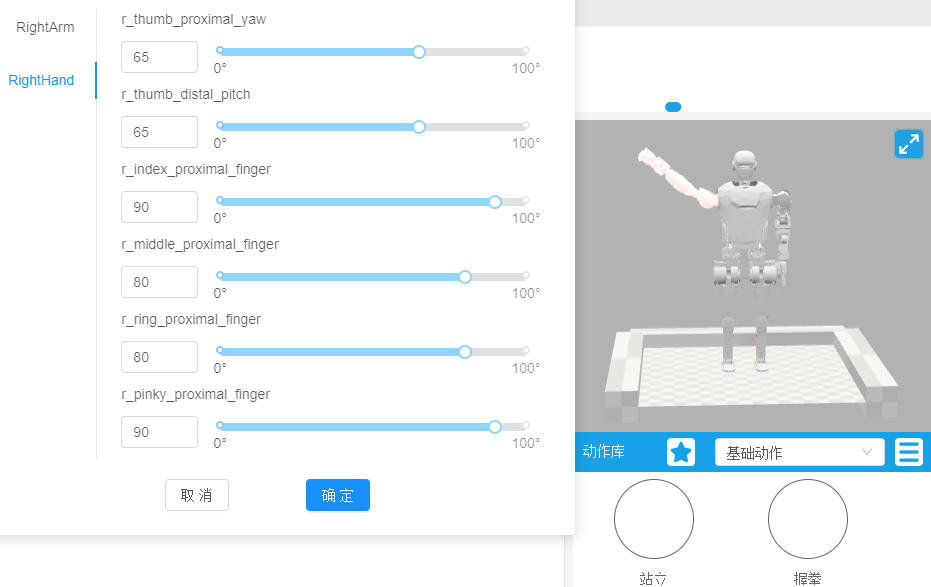 RightArm
RightHand
r_thumb_proximal_yaw
65
0°
100°
r_thumb_distal_pitch
65
0°
100°
r_index_proximal_finger
90
0°
100°
r_middle_proximal_finger
80
0°
100°
r_ring_proximal_finger
80
0°
100°
r_pinky_proximal_finger
90
0°
100°
取 消
确 定
动作库
基础动作
站立
握拳